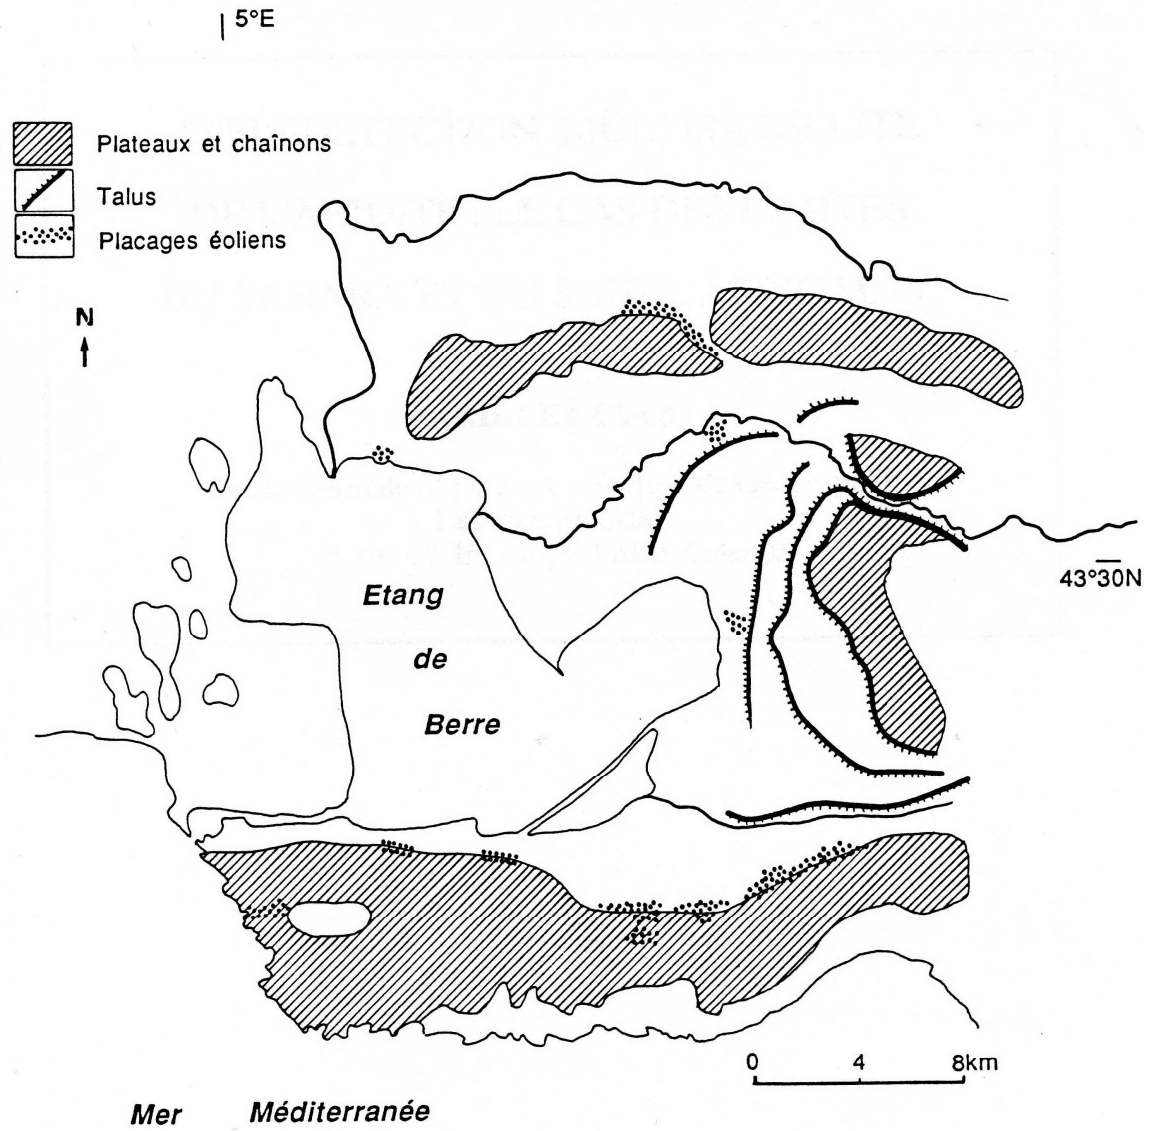 5°E
Plateaux et chaînons
Talus
Placages éoliens
N
43°30N
Etang
de
Berre
0 4 8km
Mer Méditerranée